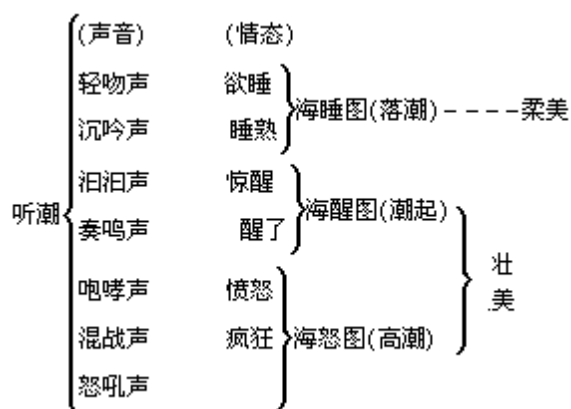 (声音) (情态)
轻吻声 欲睡
海睡图(落潮)－－－－柔美
沉吟声 睡熟
汩汩声 惊醒
听潮 海醒图(潮起)
奏鸣声 醒了
壮
咆哮声 愤怒
美
混战声 疯狂 海怒图(高潮)
怒吼声